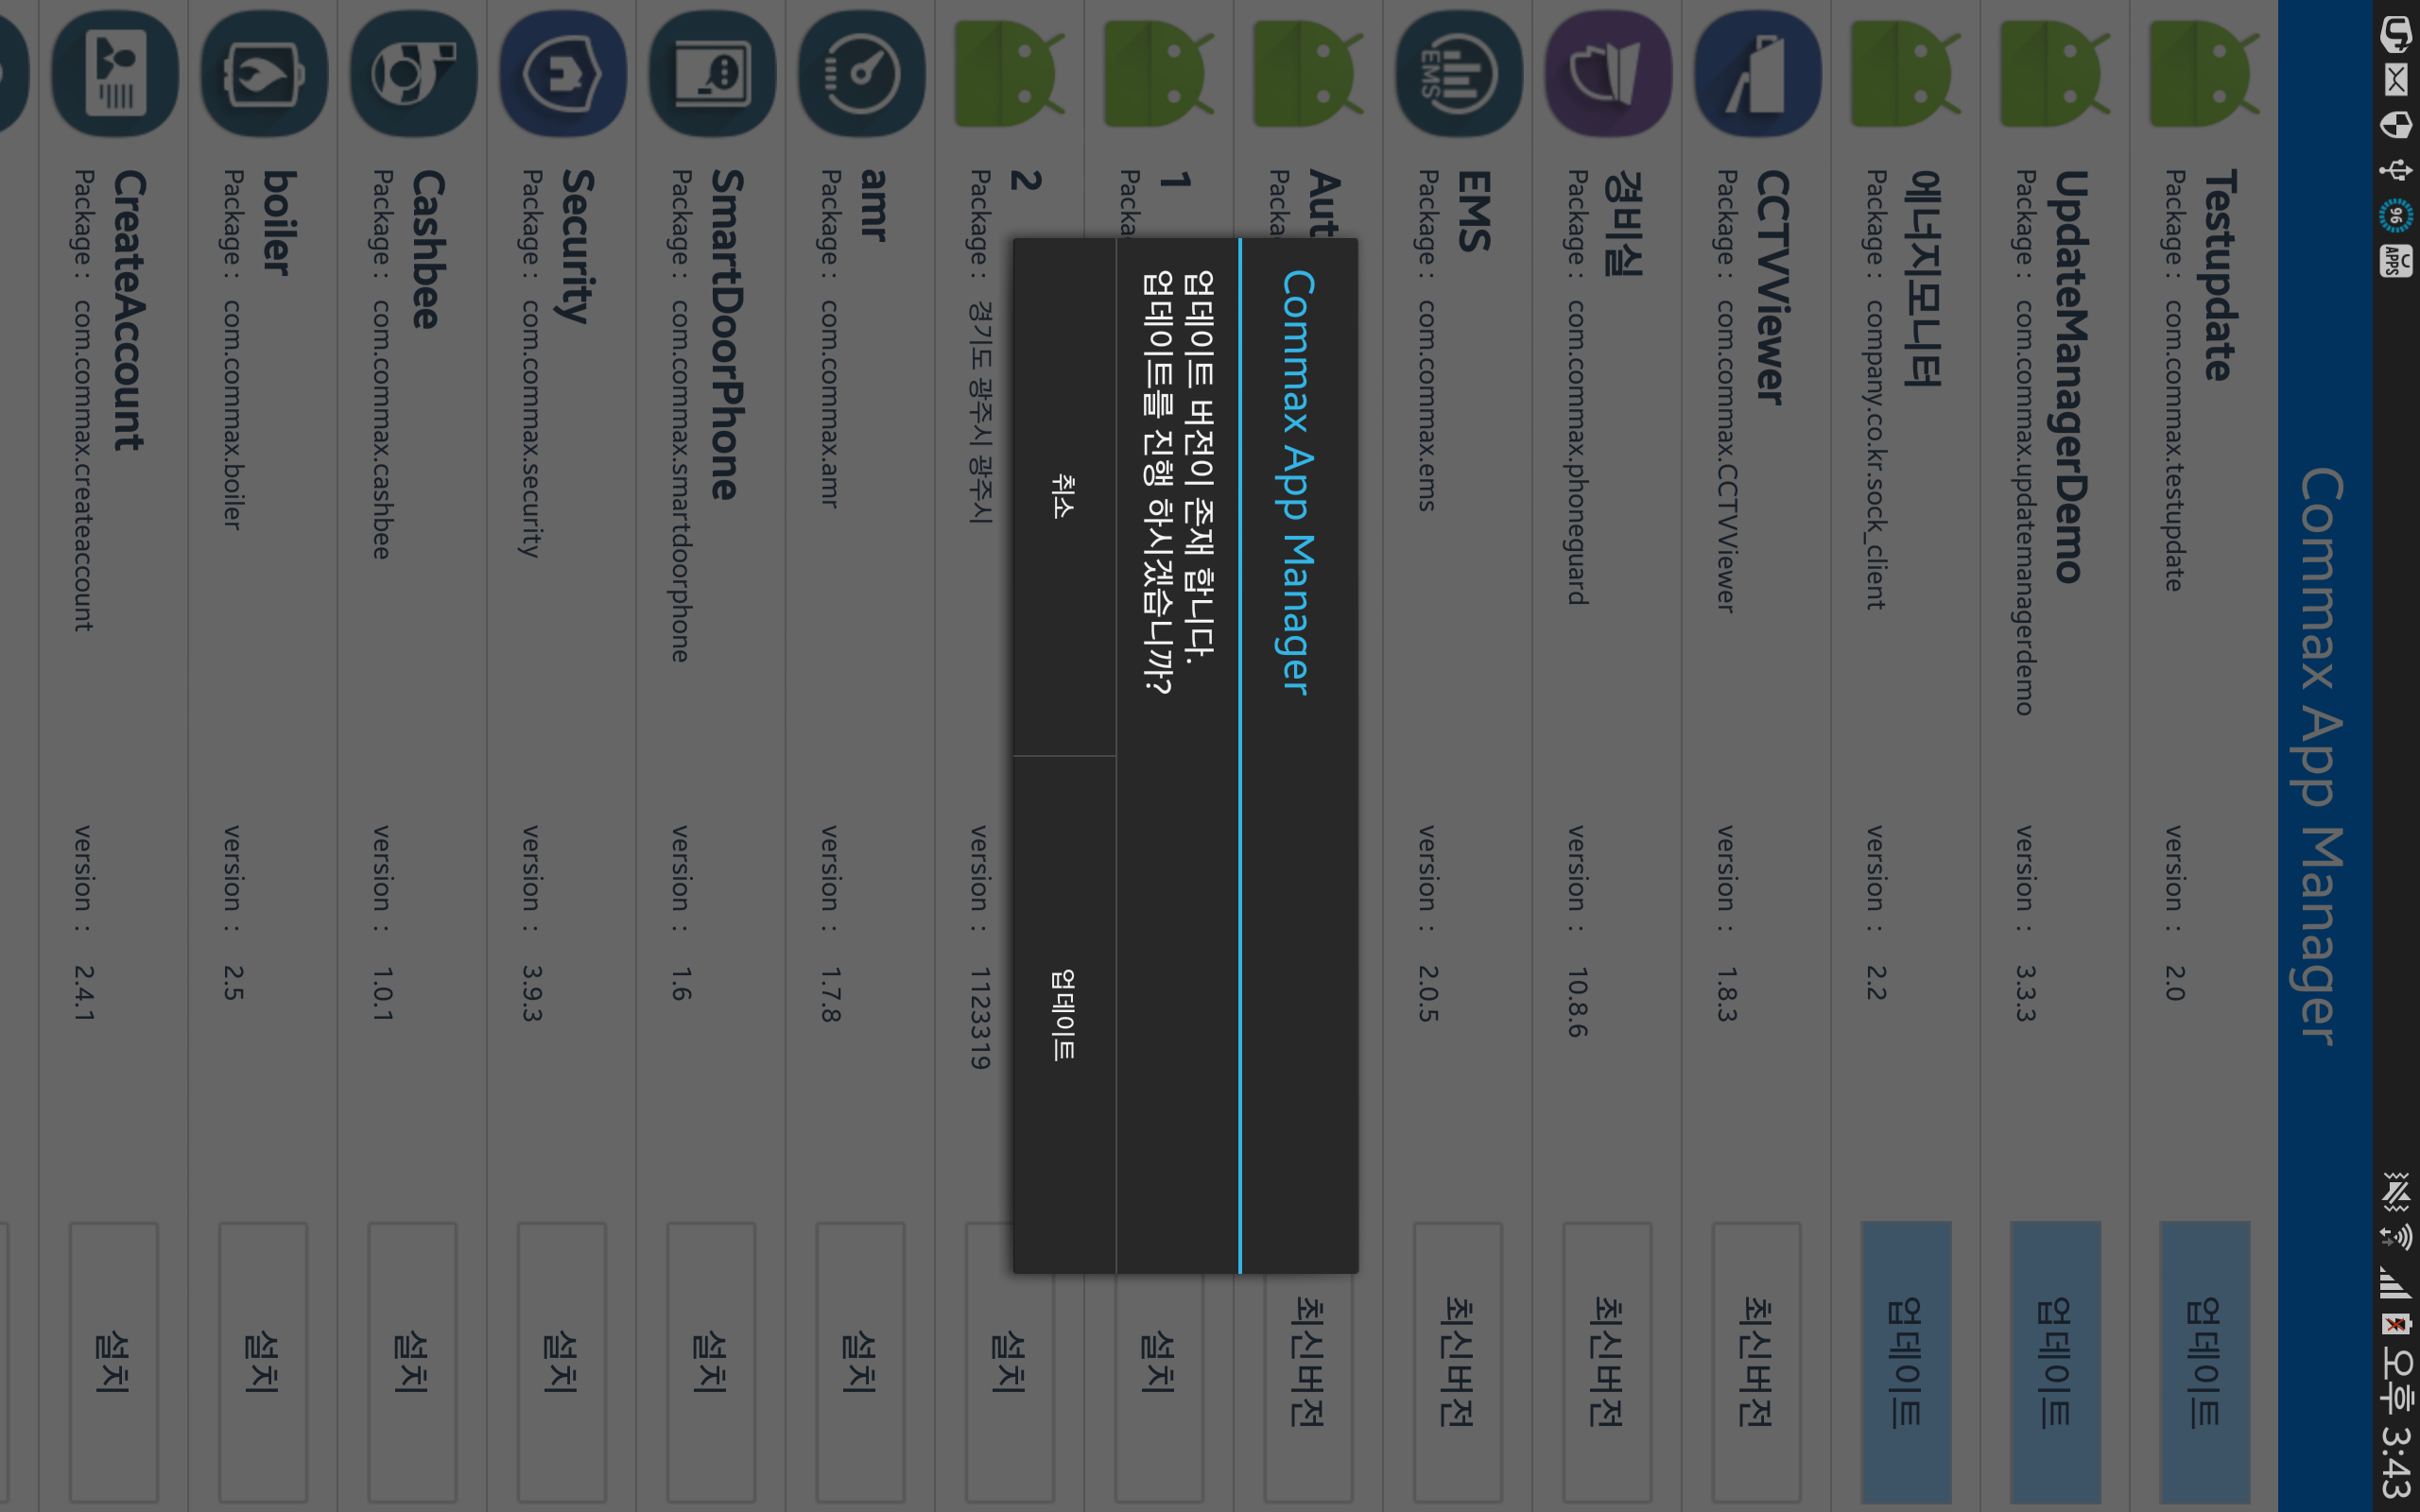 96
APPS
오후 3:43
Commax App Manager
Testupdate
Package : com.commax.testupdate
version : 2.0
업데이트
UpdateManagerDemo
Package : com.commax.updatemanagerdemo
version : 3.3.3
업데이트
에너지모니터
Package : company.co.kr.sock_client
version : 2.2
업데이트
CCTVViewer
Package : com.commax.CCTVViewer
version : 1.8.3
최신버전
경비실
Package : com.commax.phoneguard
version : 10.8.6
최신버전
EMS
EMS
Package : com.commax.ems
version : 2.0.5
최신버전
Aut
Packa
최신버전
Commax App Manager
업데이트 버전이 존재 합니다.
업데이트를 진행 하시겠습니까?
취소
업데이트
1
Packa
설치
2
Package : 경기도 광주시 광주시
version : 1123319
설치
amr
Package : com.commax.amr
version : 1.7.8
설치
SmartDoorPhone
Package : com.commax.smartdoorphone
version : 1.6
설치
Security
Package : com.commax.security
version : 3.9.3
설치
Cashbee
Package : com.commax.cashbee
version : 1.0.1
설치
boiler
Package : com.commax.boiler
version : 2.5
설치
CreateAccount
Package : com.commax.createaccount
version : 2.4.1
설치